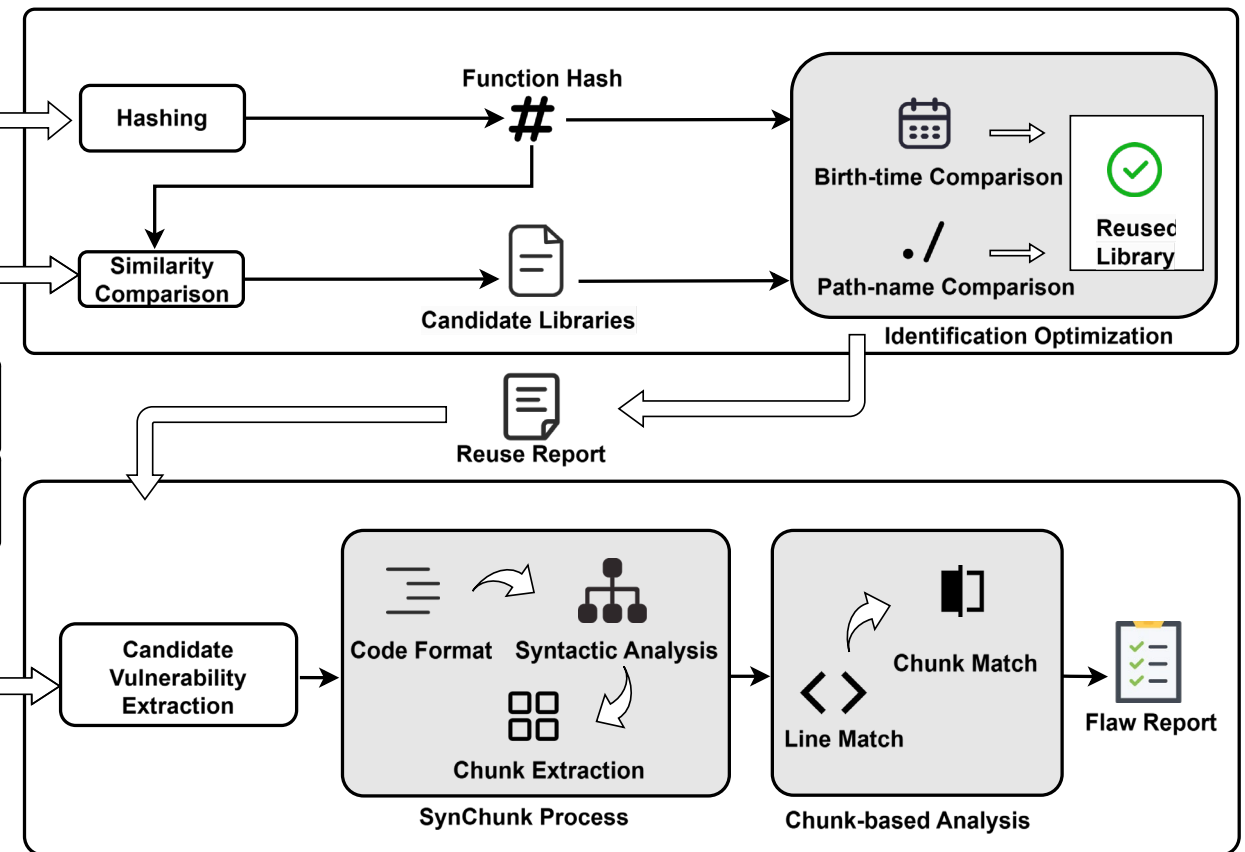 Function Hash
#
Hashing
Birth-time Comparison
Reused
Library
./
Path-name Comparison
Similarity
Comparison
Candidate Libraries
Identification Optimization
Reuse Report
Candidate
Vulnerability
Extraction
Code Format
Syntactic Analysis
Chunk Extraction
SynChunk Process
Chunk Match
Line Match
Chunk-based Analysis
Flaw Report